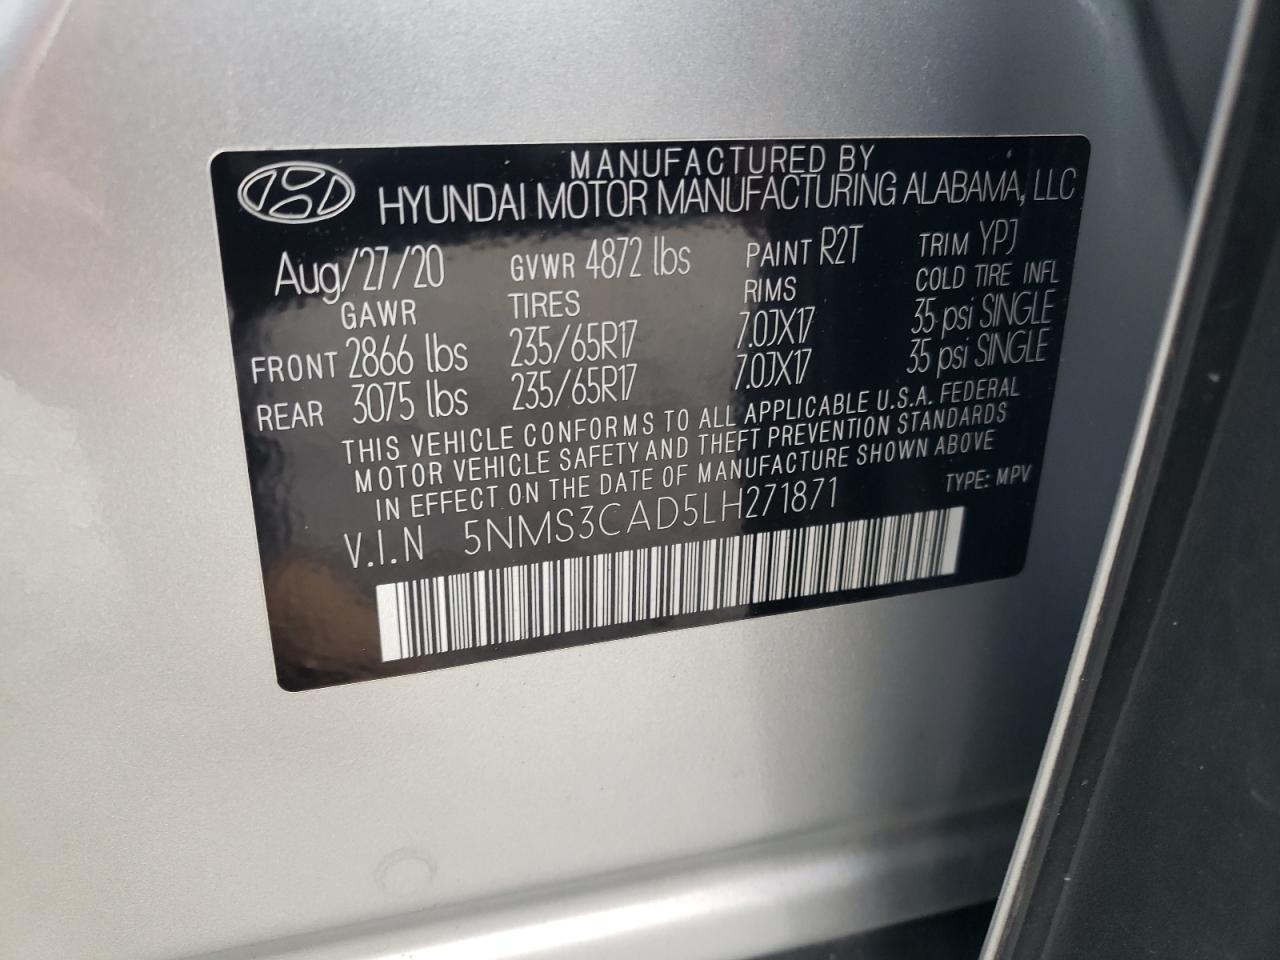 MANUFACTURED BY
HYUNDAI MOTOR MANUFACTURING ALABAMA, LLC
Aug/27/20 GVWR 4872 lbs PAINT R2T TRIM YPJ
GAWR TIRES RIMS COLD TIRE INFL
FRONT 2866 lbs 235/65R17 7.0JX17 35 psi SINGLE
REAR 3075 lbs 235/65R17 7.0JX17 35 psi SINGLE
THIS VEHICLE CONFORMS TO ALL APPLICABLE U.S.A. FEDERAL
MOTOR VEHICLE SAFETY AND THEFT PREVENTION STANDARDS
IN EFFECT ON THE DATE OF MANUFACTURE SHOWN ABOVE
V.I.N 5NMS3CAD5LH271871 TYPE: MPV